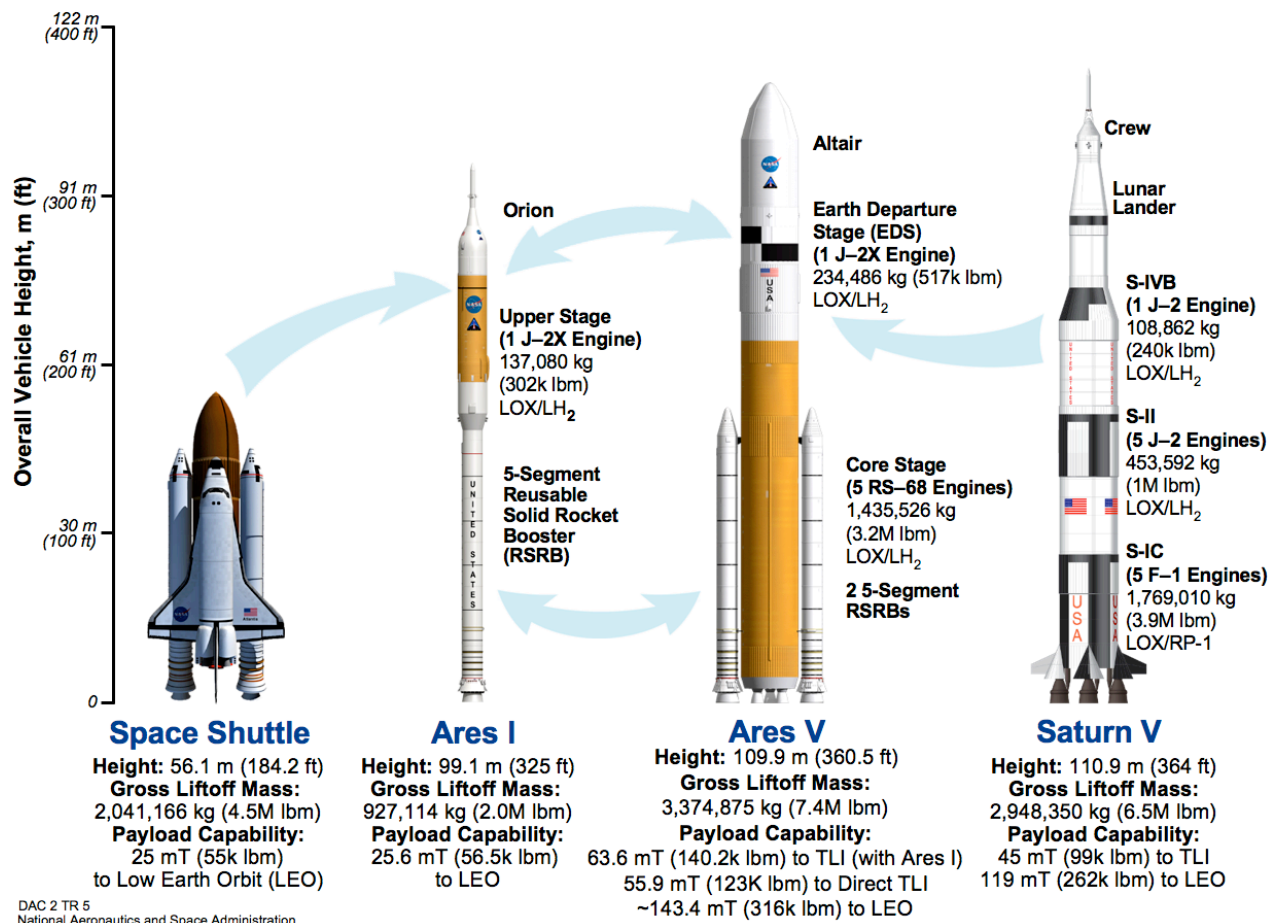 122 m
(400 ft)
91 m
(300 ft)
61 m
(200 ft)
30 m
(100 ft)
0
Overall Vehicle Height, m (ft)
Orion
Upper Stage
(1 J–2X Engine)
137,080 kg
(302k lbm)
LOX/LH2
5-Segment
Reusable
Solid Rocket
Booster
(RSRB)
UNITED STATES
NASA
Altair
Earth Departure
Stage (EDS)
(1 J–2X Engine)
234,486 kg (517k lbm)
LOX/LH2
USA
Core Stage
(5 RS–68 Engines)
1,435,526 kg
(3.2M lbm)
LOX/LH2
2 5-Segment
RSRBs
Crew
Lunar
Lander
S-IVB
(1 J–2 Engine)
108,862 kg
(240k lbm)
LOX/LH2
UNITED STATES
S-II
(5 J–2 Engines)
453,592 kg
(1M lbm)
LOX/LH2
S-IC
(5 F–1 Engines)
1,769,010 kg
(3.9M lbm)
LOX/RP-1
USA
USA
Space Shuttle
Height: 56.1 m (184.2 ft)
Gross Liftoff Mass:
2,041,166 kg (4.5M lbm)
Payload Capability:
25 mT (55k lbm)
to Low Earth Orbit (LEO)
Ares I
Height: 99.1 m (325 ft)
Gross Liftoff Mass:
927,114 kg (2.0M lbm)
Payload Capability:
25.6 mT (56.5k lbm)
to LEO
Ares V
Height: 109.9 m (360.5 ft)
Gross Liftoff Mass:
3,374,875 kg (7.4M lbm)
Payload Capability:
63.6 mT (140.2k lbm) to TLI (with Ares I)
55.9 mT (123K lbm) to Direct TLI
~143.4 mT (316k lbm) to LEO
Saturn V
Height: 110.9 m (364 ft)
Gross Liftoff Mass:
2,948,350 kg (6.5M lbm)
Payload Capability:
45 mT (99k lbm) to TLI
119 mT (262k lbm) to LEO
DAC 2 TR 5
National Aeronautics and Space Administration